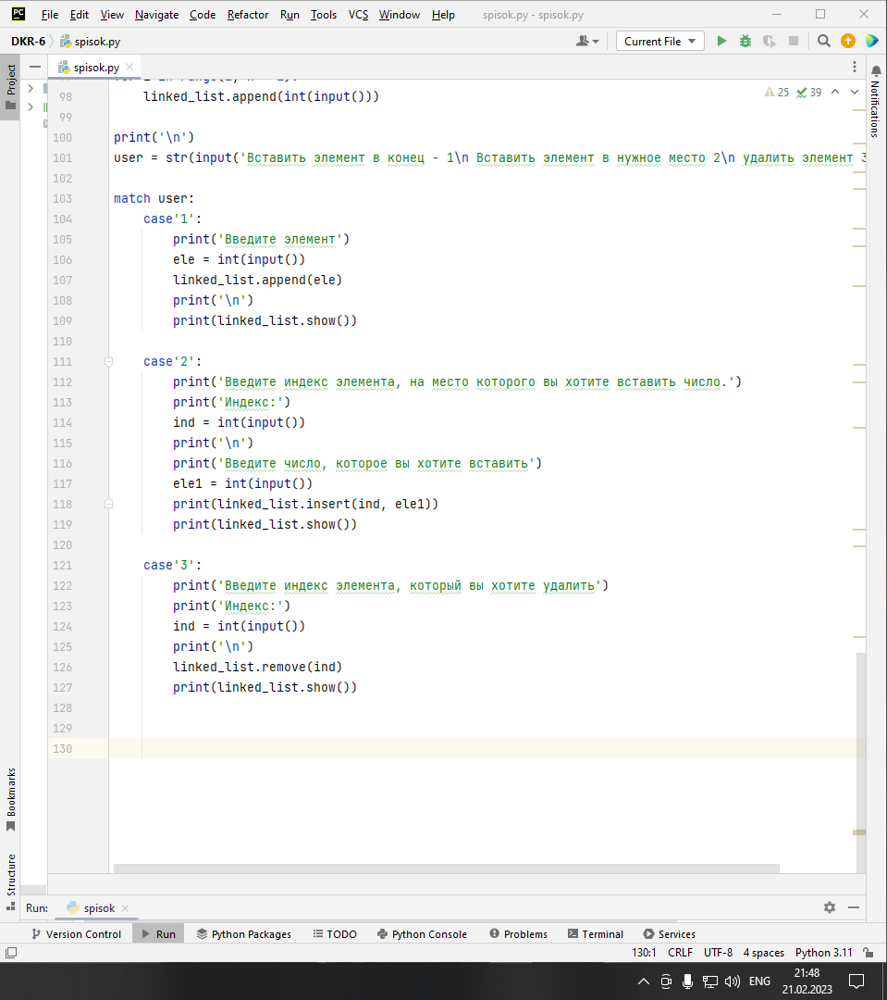 PC File Edit View Navigate Code Refactor Run Tools VCS Window Help spisok.py - spisok.py
DKR-6 spisok.py Current File
Project
spisok.py
25 39
Notifications
98 linked_list.append(int(input()))
99
100 print('\n')
101 user = str(input('Вставить элемент в конец - 1\n Вставить элемент в нужное место 2\n удалить элемент 3
102
103 match user:
104 case'1':
105 print('Введите элемент')
106 ele = int(input())
107 linked_list.append(ele)
108 print('\n')
109 print(linked_list.show())
110
111 case'2':
112 print('Введите индекс элемента, на место которого вы хотите вставить число.')
113 print('Индекс:')
114 ind = int(input())
115 print('\n')
116 print('Введите число, которое вы хотите вставить')
117 ele1 = int(input())
118 print(linked_list.insert(ind, ele1))
119 print(linked_list.show())
120
121 case'3':
122 print('Введите индекс элемента, который вы хотите удалить')
123 print('Индекс:')
124 ind = int(input())
125 print('\n')
126 linked_list.remove(ind)
127 print(linked_list.show())
128
129
130
Bookmarks
Structure
Run: spisok
Version Control Run Python Packages TODO Python Console Problems Terminal Services
130:1 CRLF UTF-8 4 spaces Python 3.11
ENG 21:48
21.02.2023